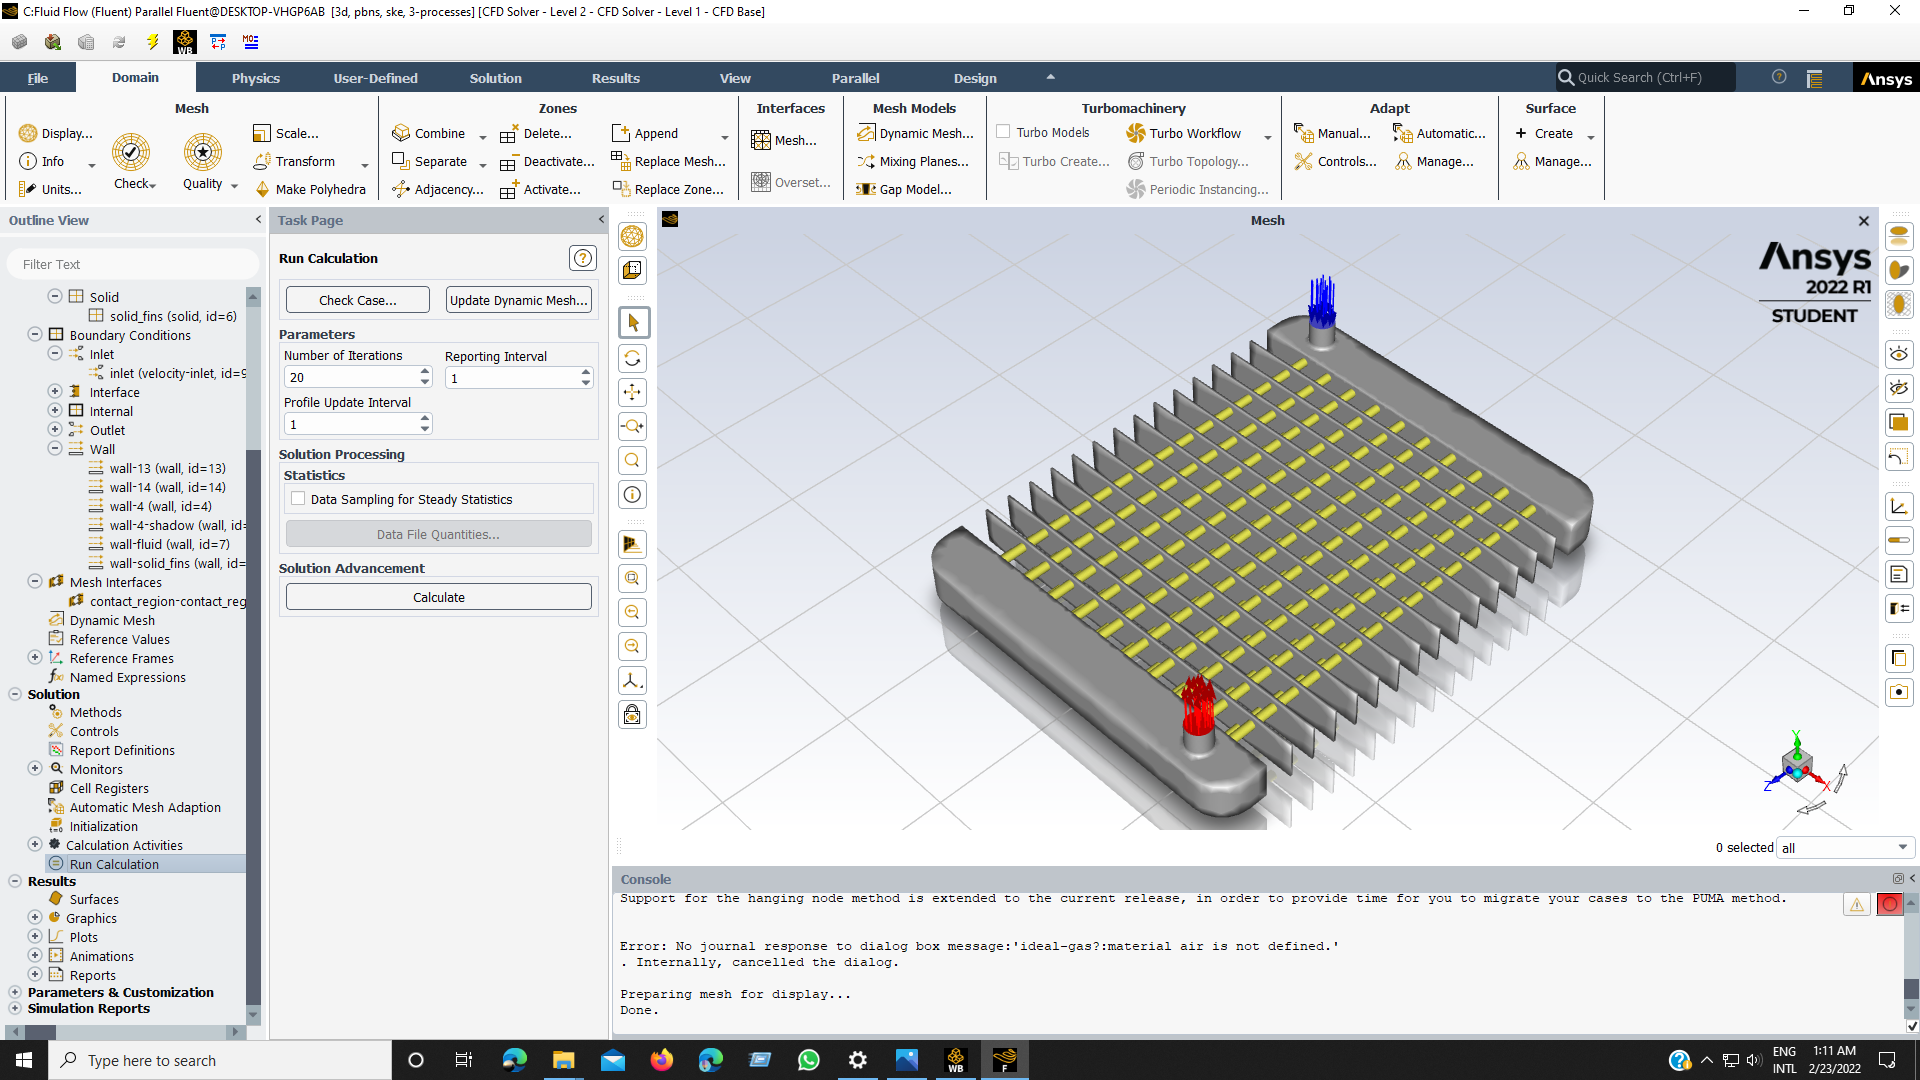 C:Fluid Flow (Fluent) Parallel Fluent@DESKTOP-VHGP6AB [3d, pbns, ske, 3-processes] [CFD Solver - Level 2 - CFD Solver - Level 1 - CFD Base]
WB
File Domain Physics User-Defined Solution Results View Parallel Design
Quick Search (Ctrl+F)
Ansys
Mesh
Display...
Info
Units...
Check
Quality
Scale...
Transform
Make Polyhedra
Zones
Combine
Separate
Adjacency...
Delete...
Deactivate...
Activate...
Append
Replace Mesh...
Replace Zone...
Interfaces
Mesh...
Overset...
Mesh Models
Dynamic Mesh...
Mixing Planes...
Gap Model...
Turbomachinery
Turbo Models
Turbo Create...
Turbo Workflow
Turbo Topology...
Periodic Instancing...
Adapt
Manual...
Controls...
Automatic...
Manage...
Surface
Create
Manage...
Outline View
Filter Text
Solid
solid_fins (solid, id=6)
Boundary Conditions
Inlet
inlet (velocity-inlet, id=9
Interface
Internal
Outlet
Wall
wall-13 (wall, id=13)
wall-14 (wall, id=14)
wall-4 (wall, id=4)
wall-4-shadow (wall, id=
wall-fluid (wall, id=7)
wall-solid_fins (wall, id=
Mesh Interfaces
contact_region-contact_reg
Dynamic Mesh
Reference Values
Reference Frames
Named Expressions
Solution
Methods
Controls
Report Definitions
Monitors
Cell Registers
Automatic Mesh Adaption
Initialization
Calculation Activities
Run Calculation
Results
Surfaces
Graphics
Plots
Animations
Reports
Parameters & Customization
Simulation Reports
Task Page
Run Calculation
Check Case...
Update Dynamic Mesh...
Parameters
Number of Iterations
20
Reporting Interval
1
Profile Update Interval
1
Solution Processing
Statistics
Data Sampling for Steady Statistics
Data File Quantities...
Solution Advancement
Calculate
Mesh
Ansys
2022 R1
STUDENT
Y
Z
X
0 selected all
Console
Support for the hanging node method is extended to the current release, in order to provide time for you to migrate your cases to the PUMA method.
Error: No journal response to dialog box message:'ideal-gas?:material air is not defined.'
. Internally, cancelled the dialog.
Preparing mesh for display...
Done.
Type here to search
WB
F
ENG
INTL
1:11 AM
2/23/2022